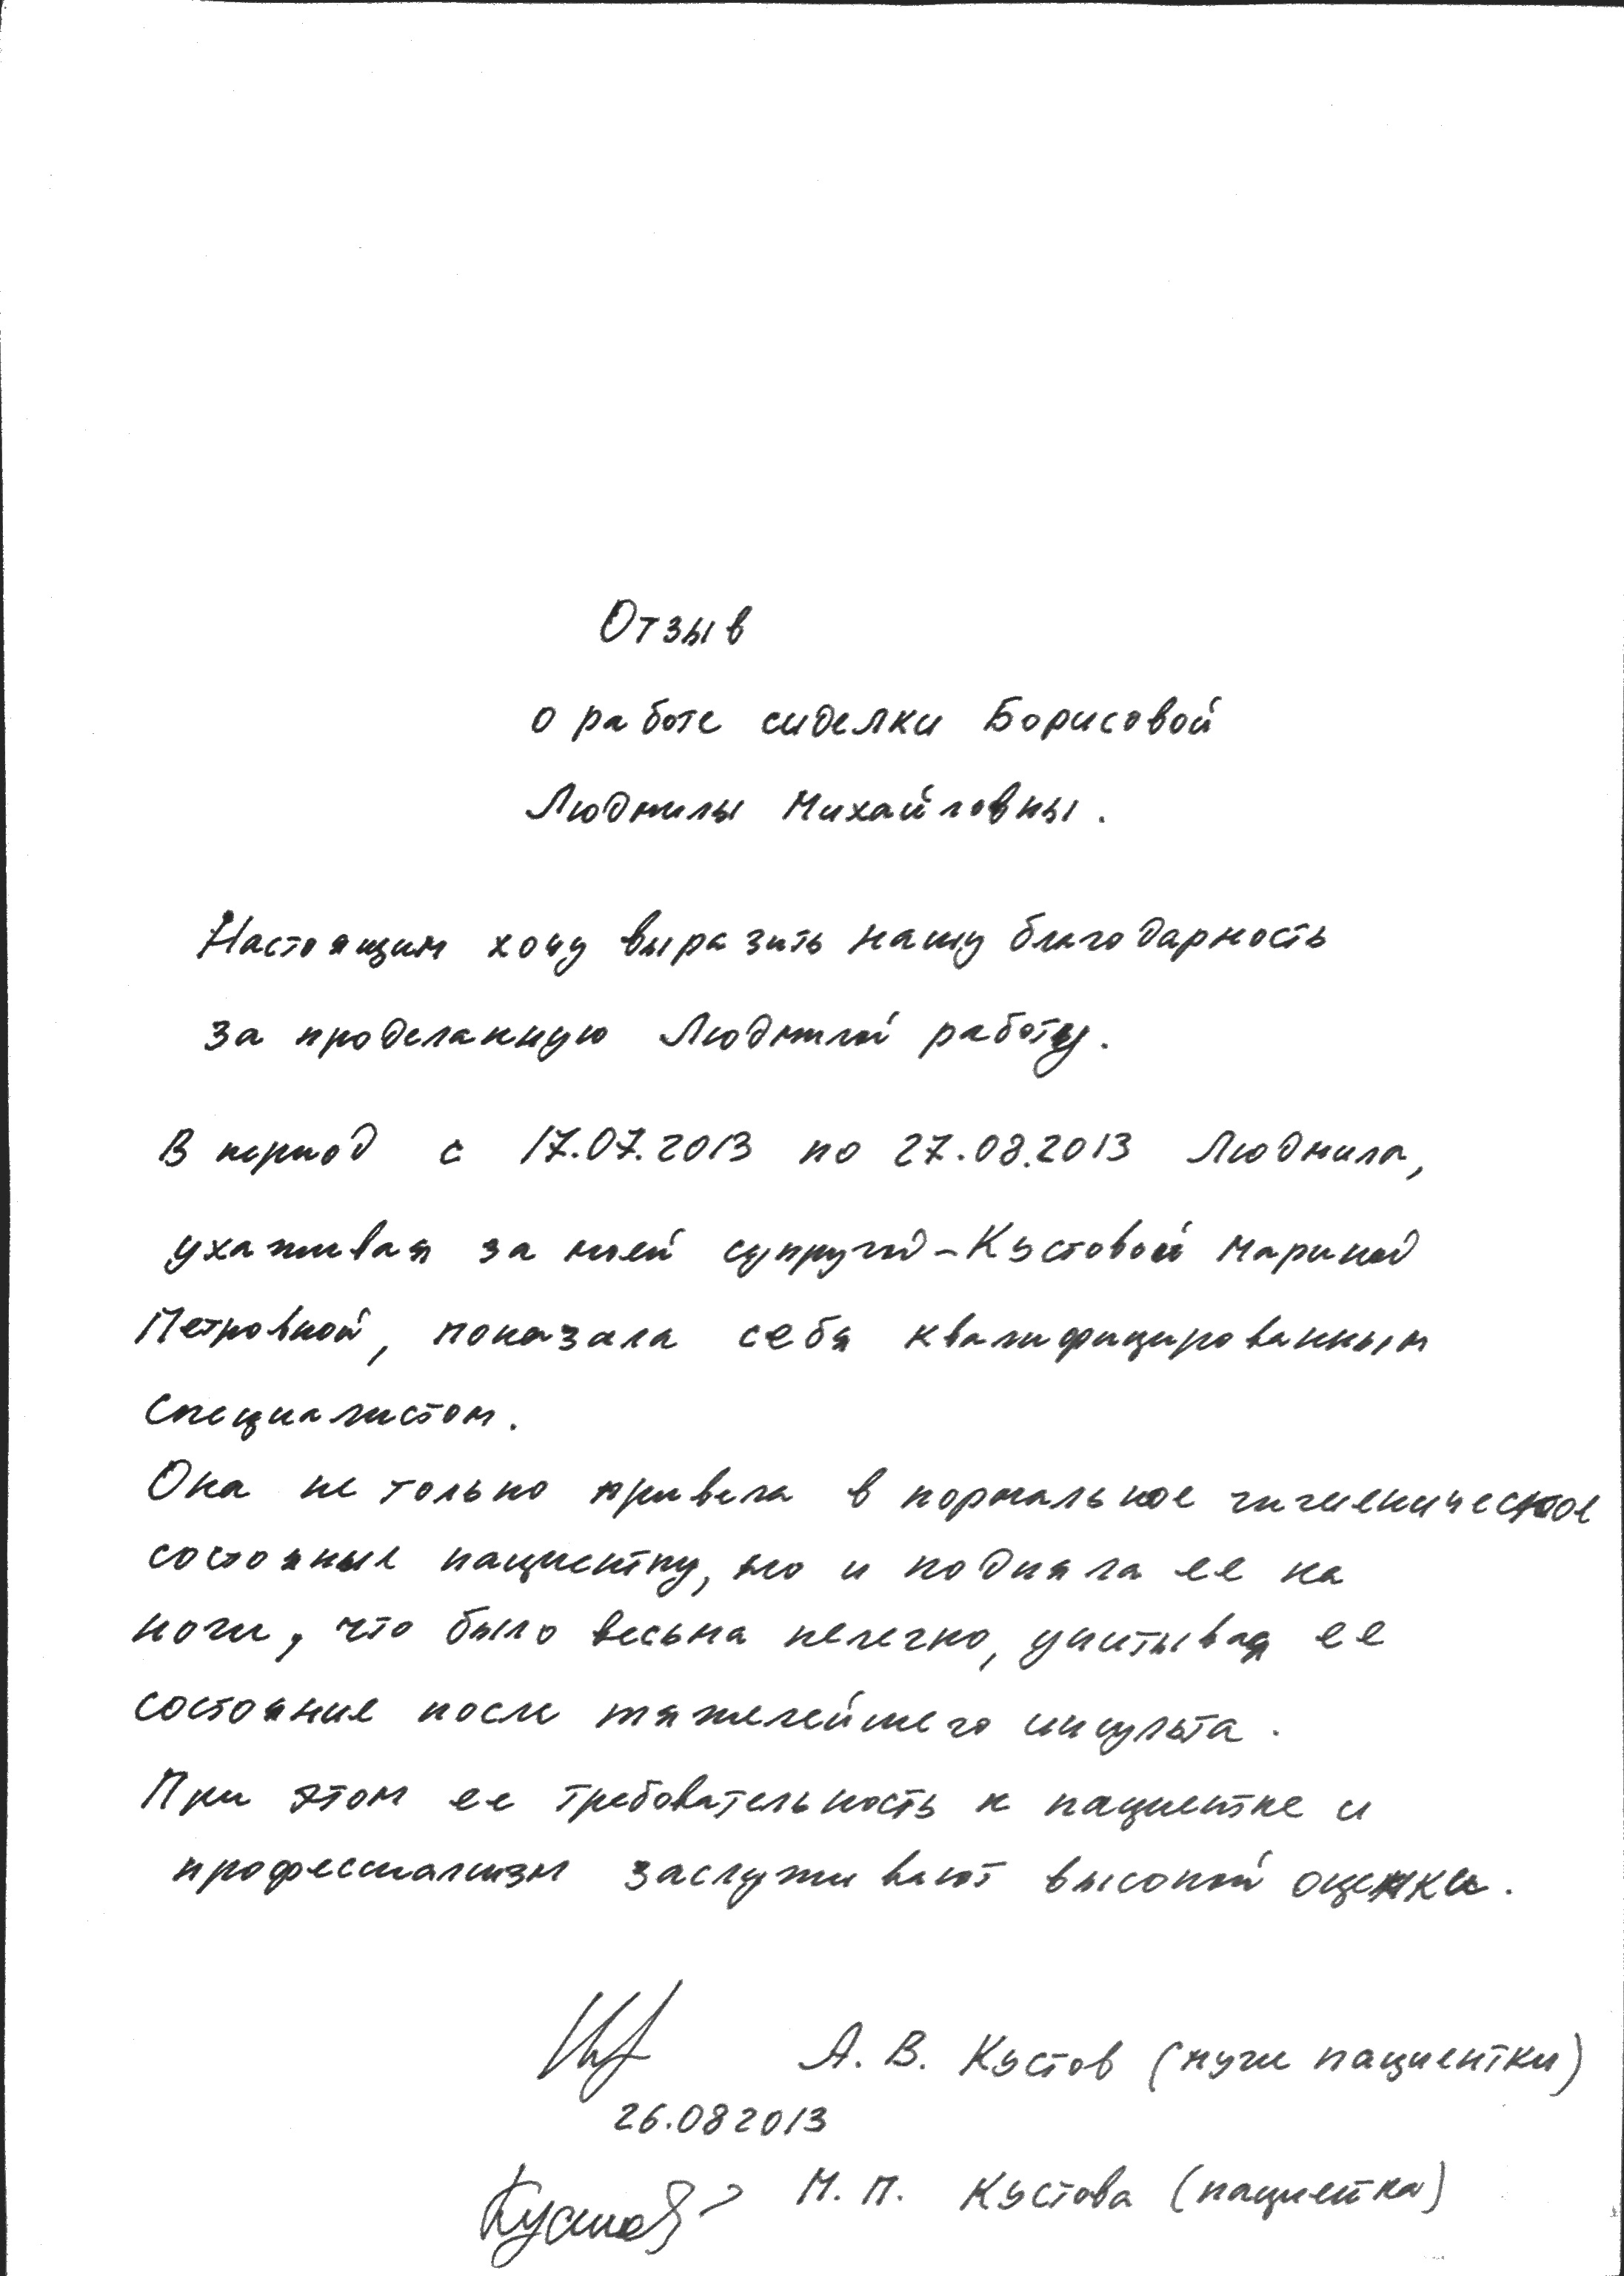 Отзыв
о работе сиделки Борисовой
Людмилы Михайловны.
Настоящим хочу выразить нашу благодарность
за проделанную Людмилой работу.
В период с 17.07.2013 по 27.08.2013 Людмила,
ухаживая за моей супругой - Кустовой Мариной
Петровной, показала себя квалифицированным
специалистом.
Она не только привела в нормальное гигиеническое
состояние пациентку, но и подняла ее на
ноги, что было весьма нелегко, учитывая ее
состояние после тяжелейшего инсульта.
При этом ее требовательность к пациентке и
профессиализм заслуживают высокой оценки.
А. В. Кустов (муж пациентки)
26.08 2013
М. П. Кустова (пациентка)